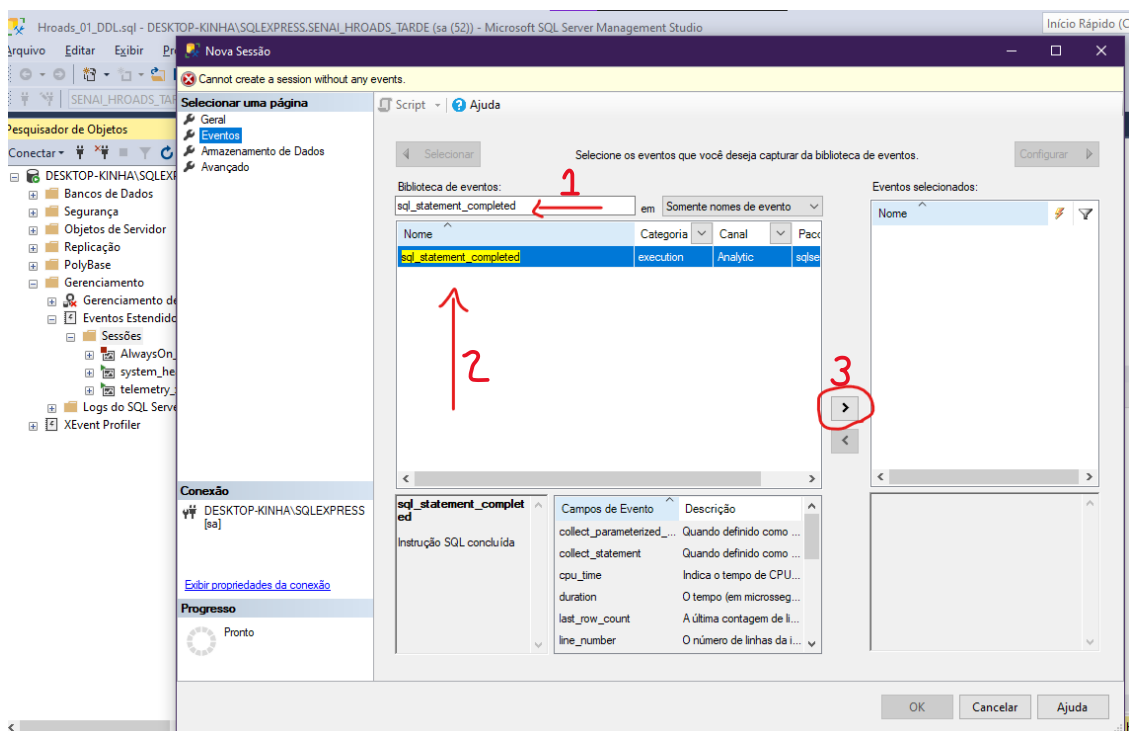 Hroads_01_DDL.sql - DESKTOP-KINHA\SQLEXPRESS.SENAI_HROADS_TARDE (sa (52)) - Microsoft SQL Server Management Studio
Início Rápido
Arquivo Editar Exibir
Nova Sessão
Cannot create a session without any events.
SENAI_HROADS_TAR
Selecionar uma página
Geral
Eventos
Armazenamento de Dados
Avançado
Script
Ajuda
Pesquisador de Objetos
Conectar
DESKTOP-KINHA\SQLEXP
Bancos de Dados
Segurança
Objetos de Servidor
Replicação
PolyBase
Gerenciamento
Gerenciamento de
Eventos Estendido
Sessões
AlwaysOn_
system_he
telemetry_
Logs do SQL Serve
XEvent Profiler
Selecionar
Selecione os eventos que você deseja capturar da biblioteca de eventos.
Configurar
Biblioteca de eventos:
1
sql_statement_completed
em
Somente nomes de evento
Nome
Categoria
Canal
Pacc
sql_statement_completed
execution
Analytic
sqlse
2
3
>
<
Eventos selecionados:
Nome
Conexão
DESKTOP-KINHA\SQLEXPRESS
[sa]
Exibir propriedades da conexão
Progresso
Pronto
sql_statement_complet
ed
Instrução SQL concluída
Campos de Evento Descrição
collect_parameterized_... Quando definido como ...
collect_statement Quando definido como ...
cpu_time Indica o tempo de CPU...
duration O tempo (em microsseg...
last_row_count A última contagem de li...
line_number O número de linhas da i...
OK
Cancelar
Ajuda